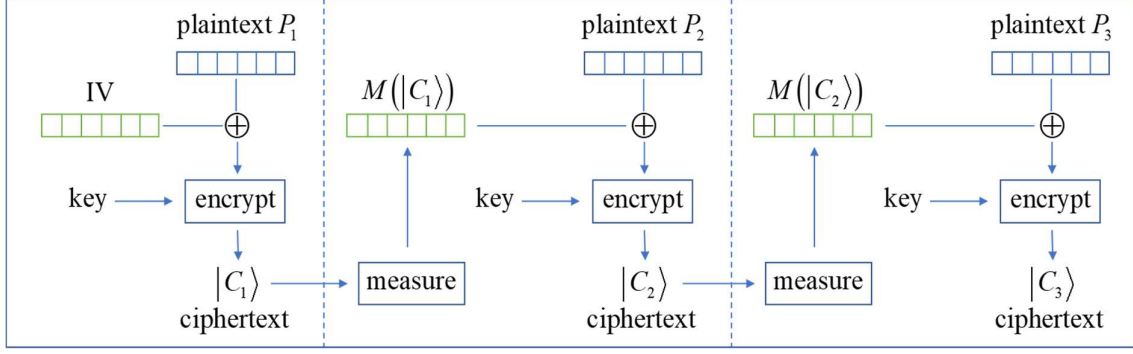 plaintext P₁
plaintext P₂
plaintext P₃
IV
M(|C₁⟩)
M(|C₂⟩)
key
encrypt
key
encrypt
key
encrypt
|C₁⟩
measure
|C₂⟩
measure
|C₃⟩
ciphertext
ciphertext
ciphertext